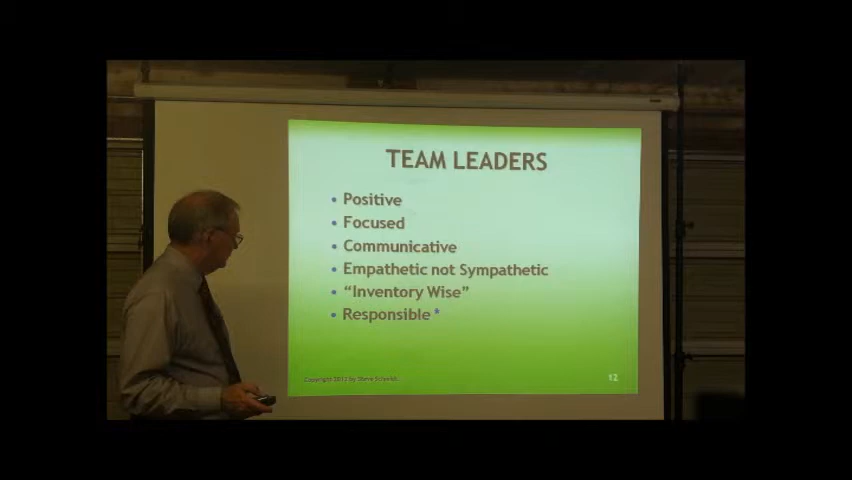 TEAM LEADERS
• Positive
• Focused
• Communicative
• Empathetic not Sympathetic
• “Inventory Wise”
• Responsible *
Copyright 2012 by Steve Schmidt
12